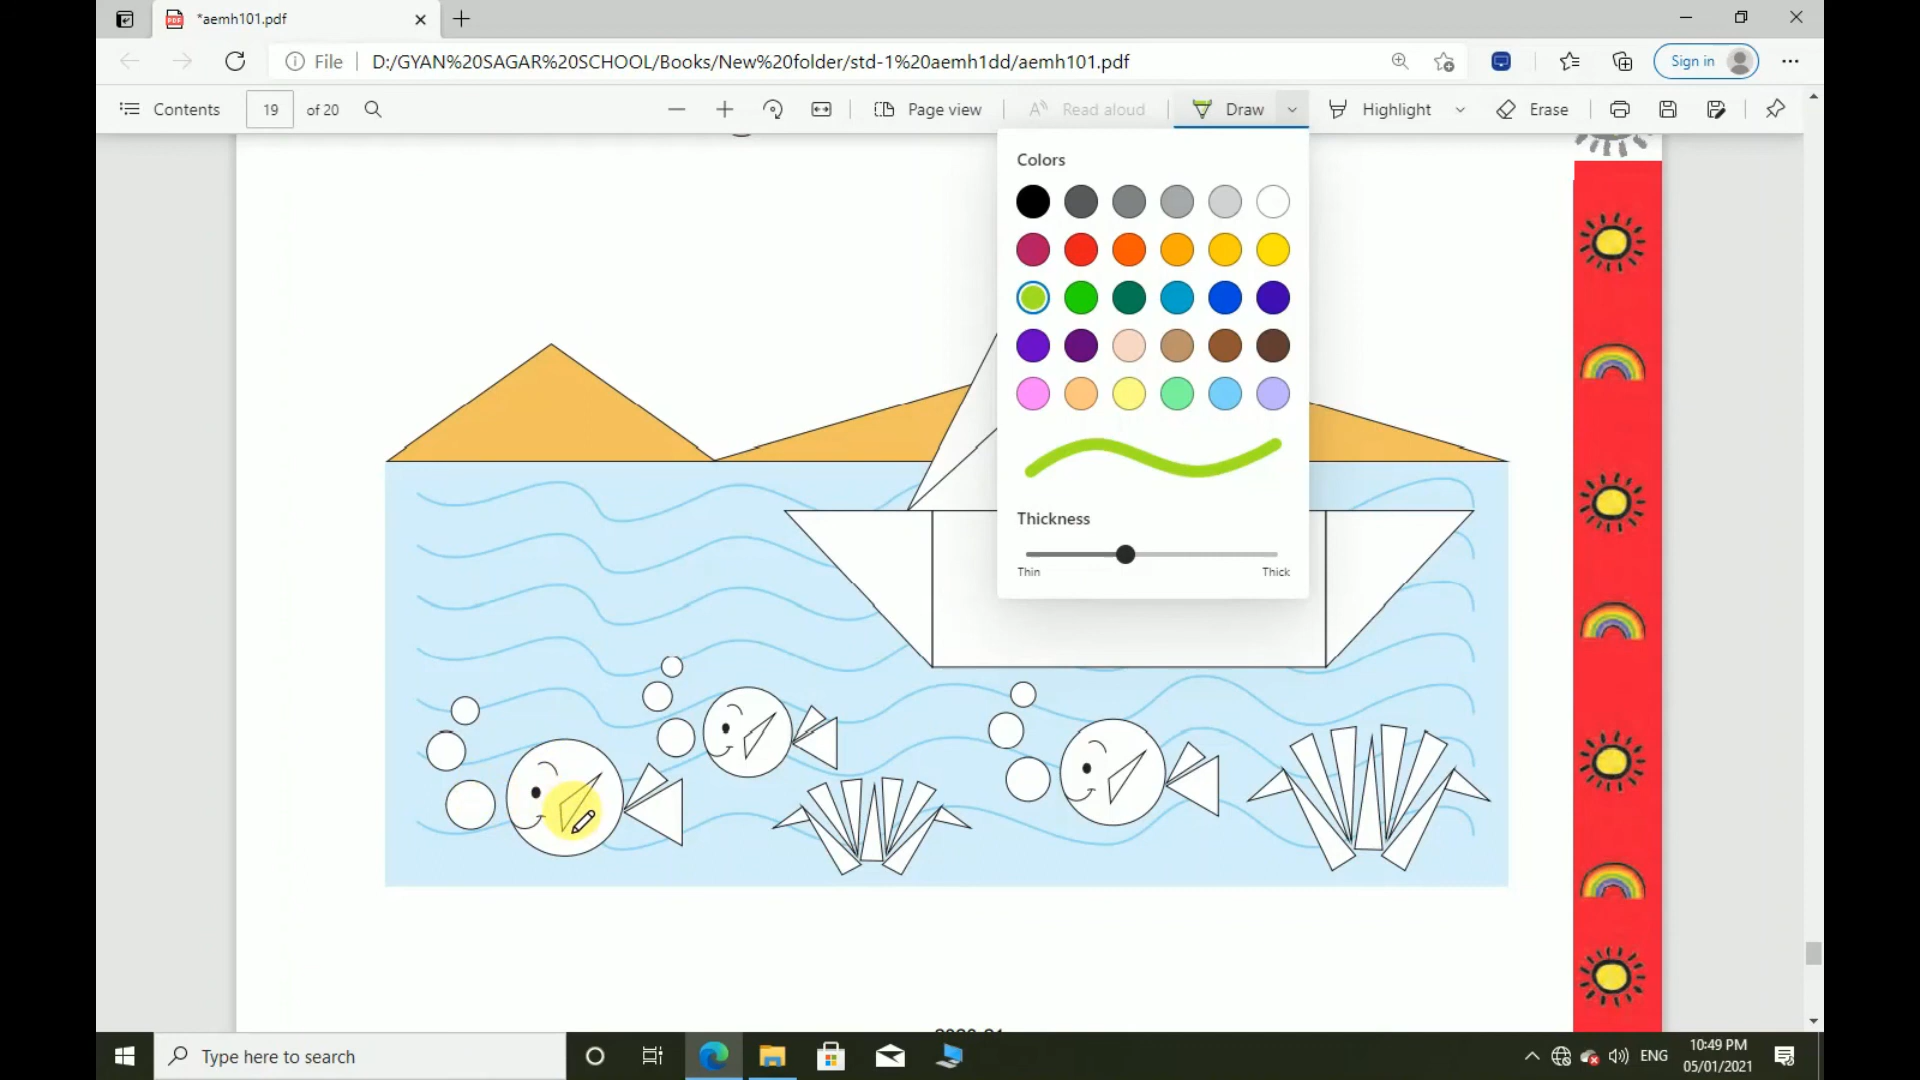 *aemh101.pdf
File
D:/GYAN%20SAGAR%20SCHOOL/Books/New%20folder/std-1%20aemh1dd/aemh101.pdf
Sign in
Contents
19
of 20
Page view
Read aloud
Draw
Highlight
Erase
Colors
Thickness
Thin
Thick
Type here to search
ENG
10:49 PM
05/01/2021